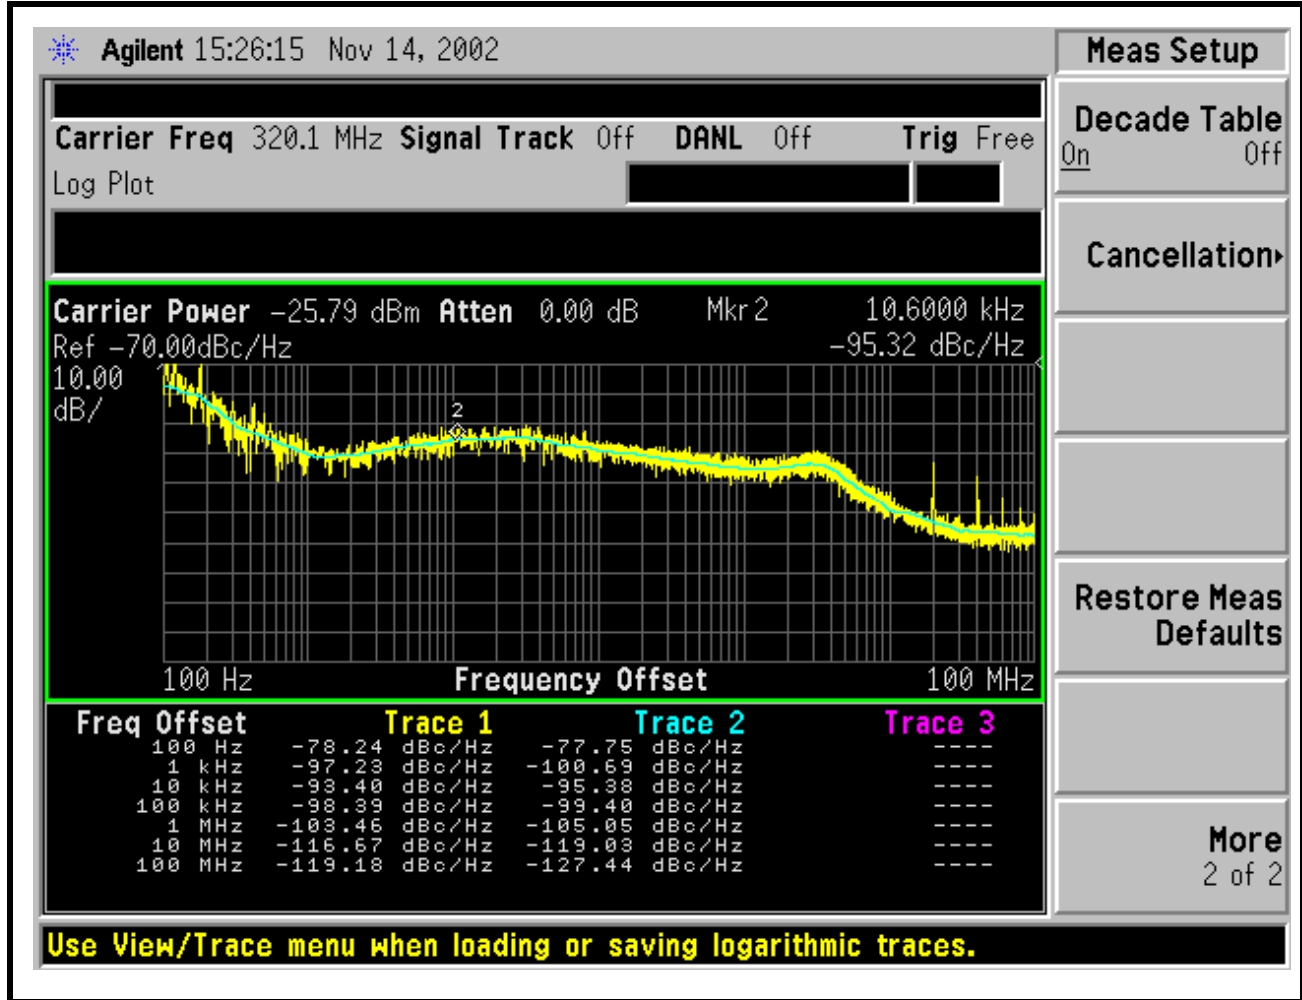 Agilent 15:26:15 Nov 14, 2002
Meas Setup
Carrier Freq 320.1 MHz Signal Track Off DANL Off Trig Free
Log Plot
Decade Table
On Off
Cancellation
Carrier Power -25.79 dBm Atten 0.00 dB Mkr 2 10.6000 kHz
Ref -70.00dBc/Hz -95.32 dBc/Hz
10.00
dB/
2
100 Hz Frequency Offset 100 MHz
Restore Meas
Defaults
Freq Offset Trace 1 Trace 2 Trace 3
100 Hz -78.24 dBc/Hz -77.75 dBc/Hz ----
1 kHz -97.23 dBc/Hz -100.69 dBc/Hz ----
10 kHz -93.40 dBc/Hz -95.38 dBc/Hz ----
100 kHz -98.39 dBc/Hz -99.40 dBc/Hz ----
1 MHz -103.46 dBc/Hz -105.05 dBc/Hz ----
10 MHz -116.67 dBc/Hz -119.03 dBc/Hz ----
100 MHz -119.18 dBc/Hz -127.44 dBc/Hz ----
More
2 of 2
Use View/Trace menu when loading or saving logarithmic traces.